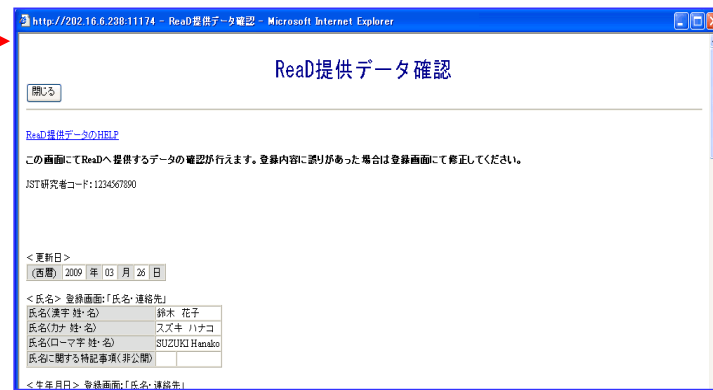 http://202.16.6.238:11174 - ReaD提供データ確認 - Microsoft Internet Explorer
ReaD提供データ確認
閉じる
ReaD提供データのHELP
この画面にてReaDへ提供するデータの確認が行えます。登録内容に誤りがあった場合は登録画面にて修正してください。
JST研究者コード:1234567890
<更新日>
(西暦) 2009 年 03 月 26 日
<氏名> 登録画面:「氏名・連絡先」
氏名(漢字 姓・名) 鈴木 花子
氏名(カナ 姓・名) スズキ ハナコ
氏名(ローマ字 姓・名) SUZUKI Hanako
氏名に関する特記事項(非公開)
<生年月日> 登録画面:「氏名・連絡先」